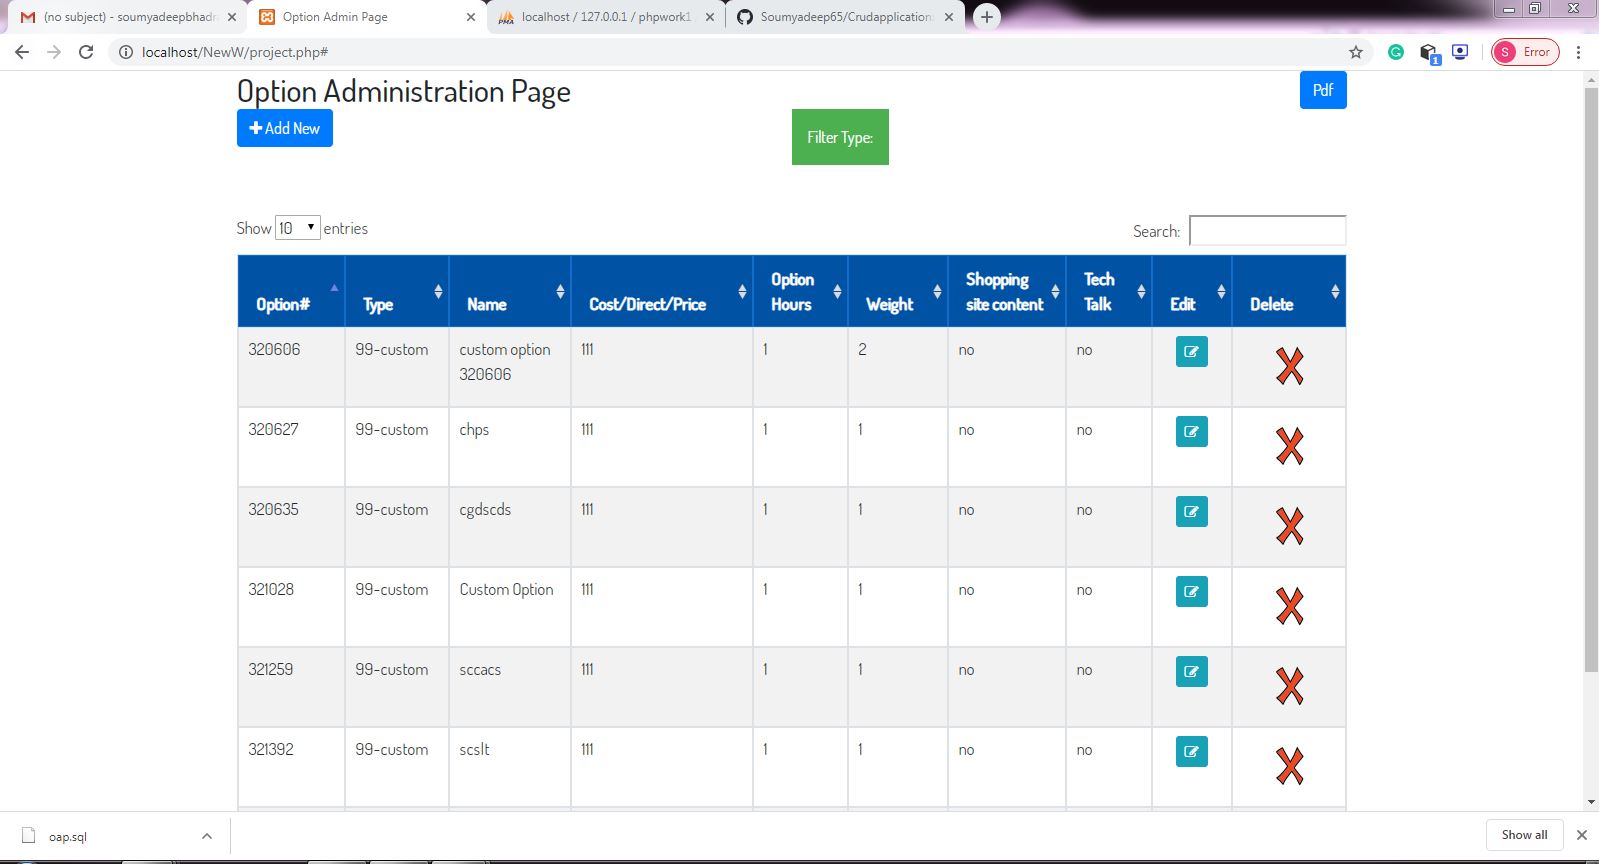 (no subject) - soumyadeepbhadr
Option Admin Page
localhost / 127.0.0.1 / phpwork1
Soumyadeep65/Crudapplication
localhost/NewW/project.php#
1
S Error
Option Administration Page
Pdf
Add New
Filter Type:
Show 10 entries
Search:
Option# Type Name Cost/Direct/Price Option Hours Weight Shopping site content Tech Talk Edit Delete
320606 99-custom custom option 320606 111 1 2 no no
320627 99-custom chps 111 1 1 no no
320635 99-custom cgdscds 111 1 1 no no
321028 99-custom Custom Option 111 1 1 no no
321259 99-custom sccacs 111 1 1 no no
321392 99-custom scslt 111 1 1 no no
oap.sql
Show all